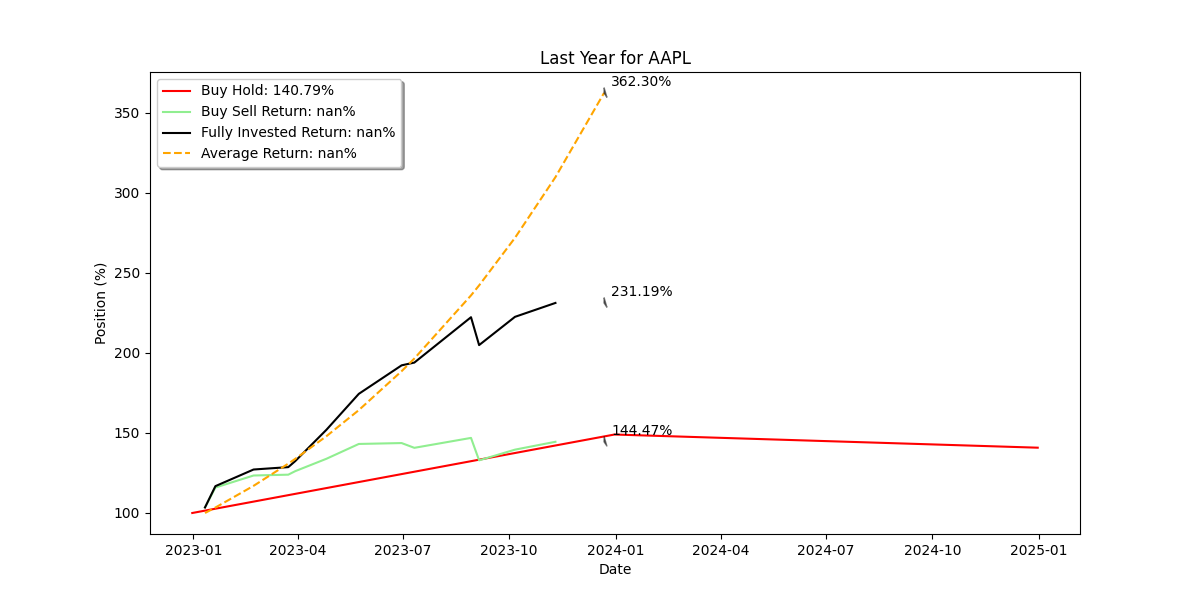 Last Year for AAPL
Buy Hold: 140.79%
Buy Sell Return: nan%
Fully Invested Return: nan%
Average Return: nan%
362.30%
231.19%
144.47%
Position (%)
350
300
250
200
150
100
2023-01 2023-04 2023-07 2023-10 2024-01 2024-04 2024-07 2024-10 2025-01
Date